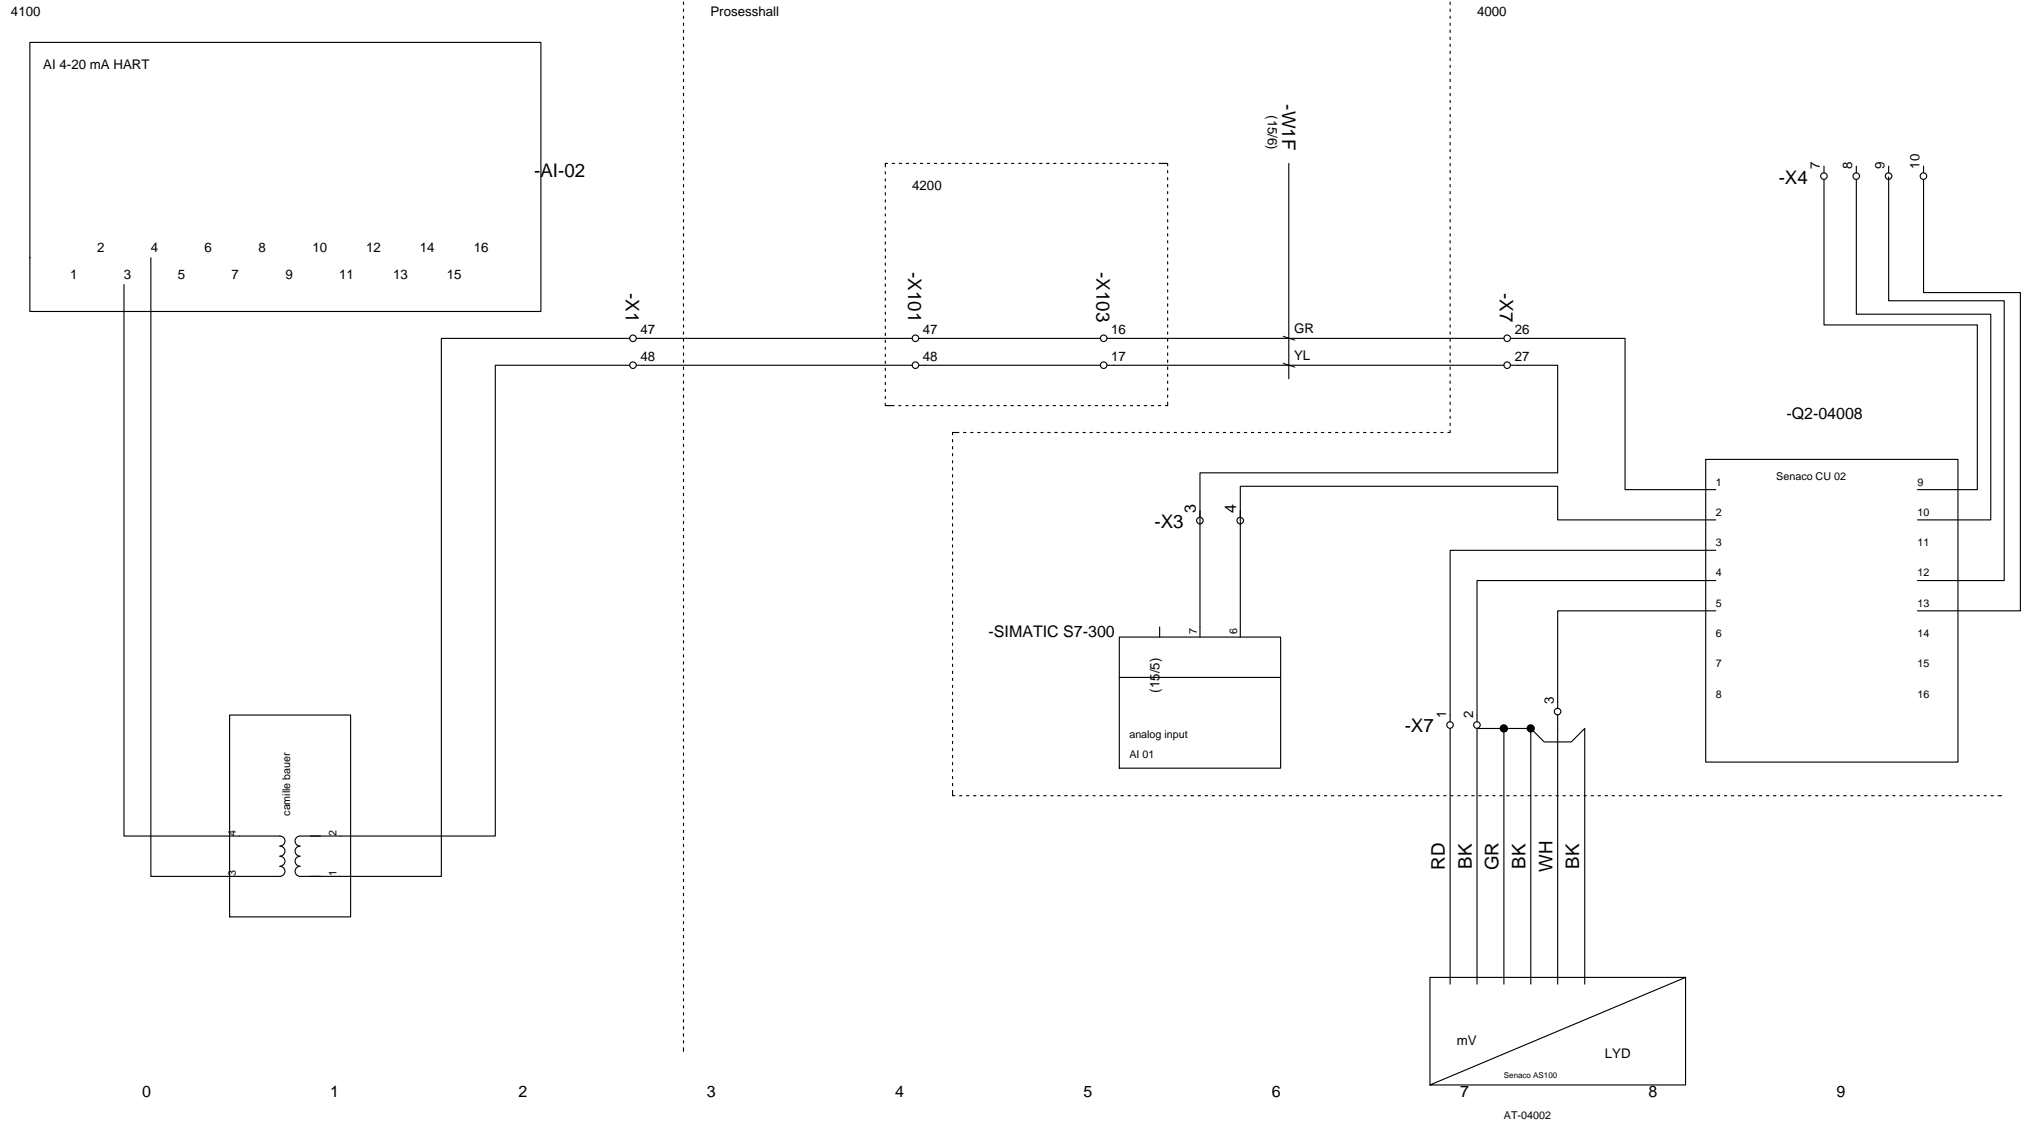 4100
Prosesshall
4000
AI 4-20 mA HART
-AI-02
2 4 6 8 10 12 14 16
1 3 5 7 9 11 13 15
-W1F
(15/6)
4200
-X4 7 8 9 10
-X1
-X101
-X103
-X7
47 47 16 GR 26
48 48 17 YL 27
-Q2-04008
Senaco CU 02
1 9
2 10
3 11
4 12
5 13
6 14
7 15
8 16
-X3 3 4
-SIMATIC S7-300
7 6
(15/5)
analog input
AI 01
-X7 1 2 3
camille bauer
4 2
3 1
RD BK GR BK WH BK
mV
LYD
Senaco AS100
0 1 2 3 4 5 6 7 8 9
AT-04002